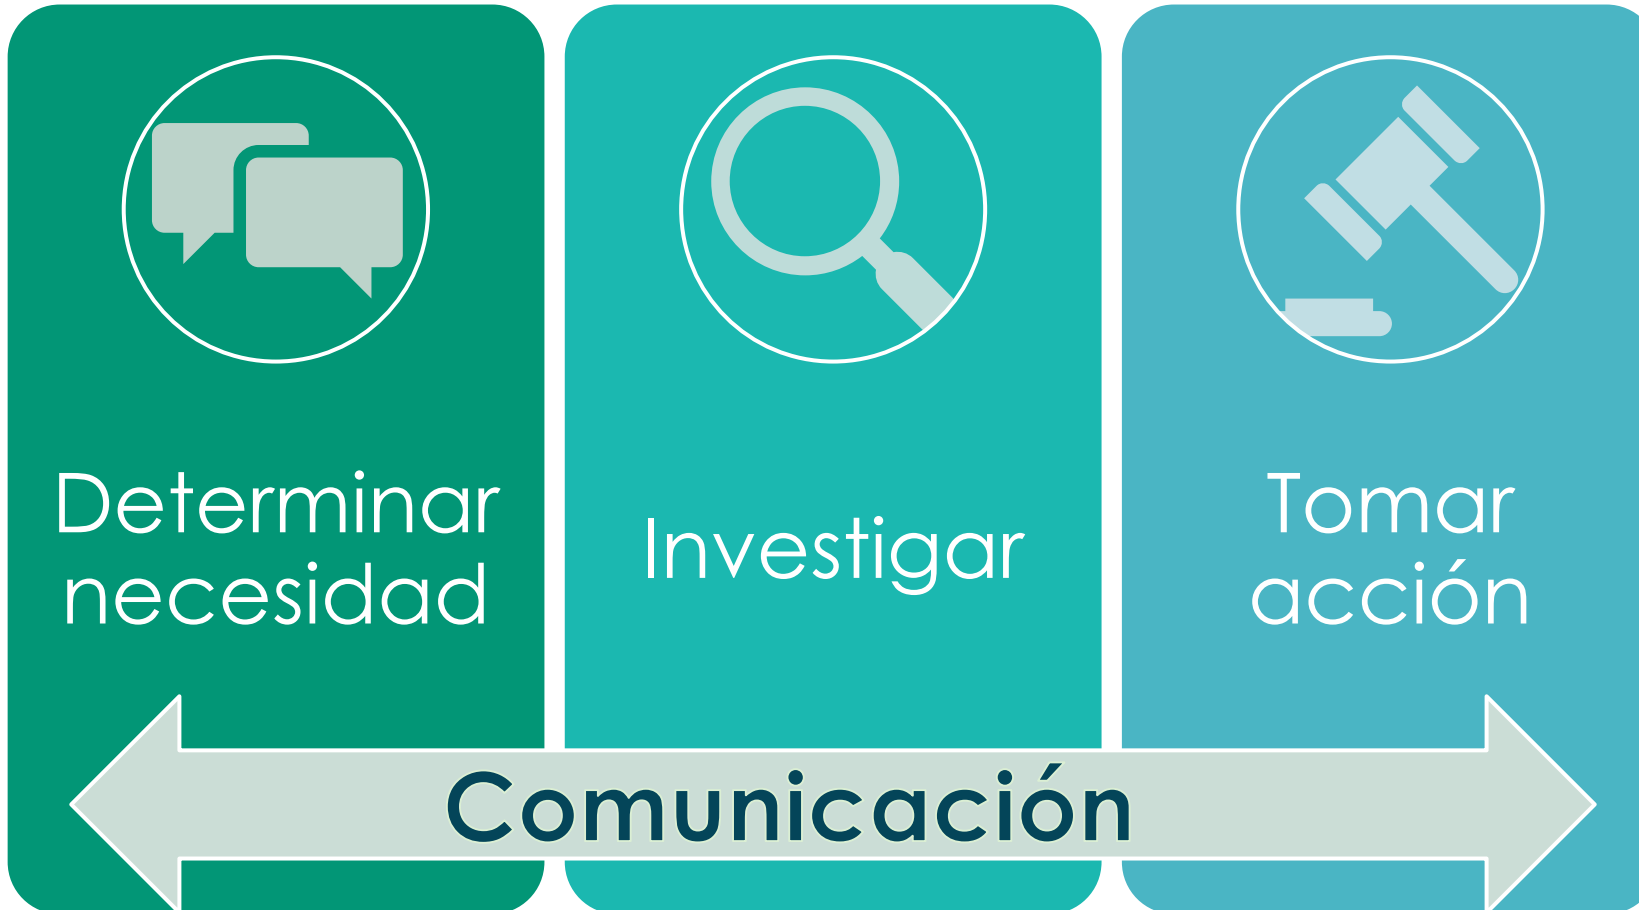 Determinar
necesidad
Investigar
Tomar
acción
Comunicación